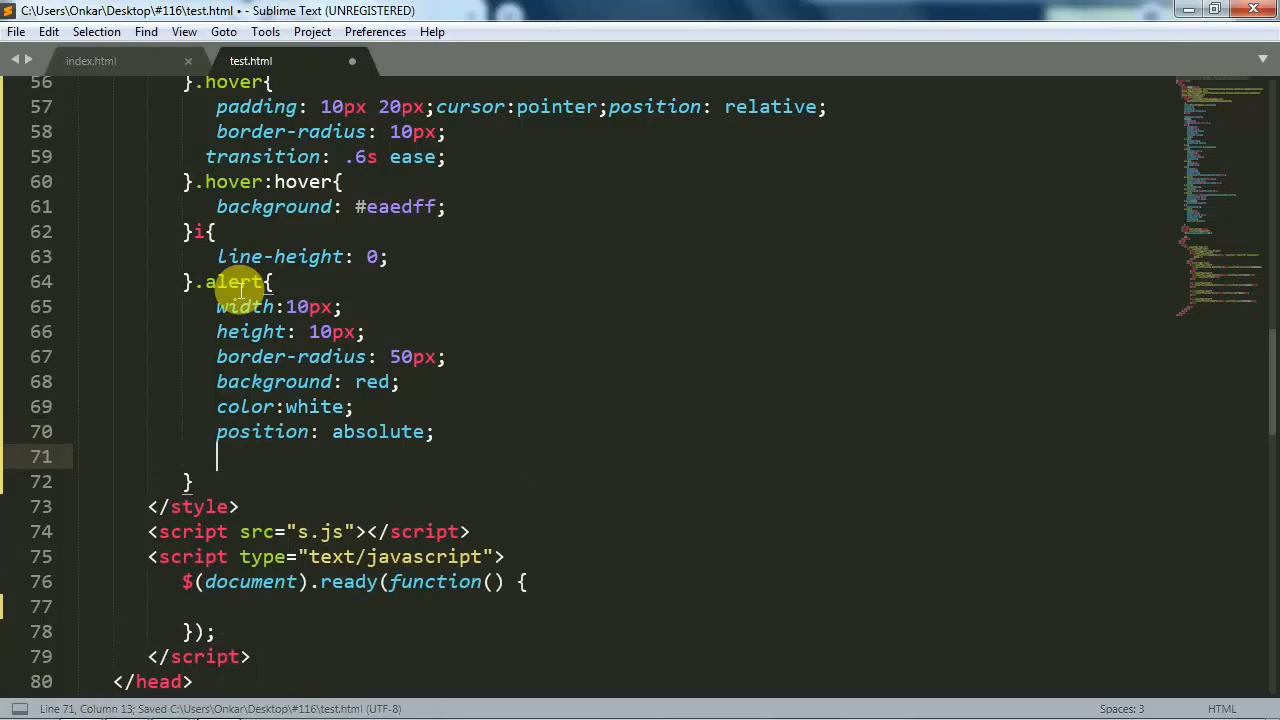 C:\Users\Onkar\Desktop\#116\test.html • - Sublime Text (UNREGISTERED)
File Edit Selection Find View Goto Tools Project Preferences Help
index.html × test.html
56 }.hover{
57 padding: 10px 20px;cursor:pointer;position: relative;
58 border-radius: 10px;
59 transition: .6s ease;
60 }.hover:hover{
61 background: #eaedff;
62 }i{
63 line-height: 0;
64 }.alert{
65 width:10px;
66 height: 10px;
67 border-radius: 50px;
68 background: red;
69 color:white;
70 position: absolute;
71
72 }
73 </style>
74 <script src="s.js"></script>
75 <script type="text/javascript">
76 $(document).ready(function() {
77
78 });
79 </script>
80 </head>
Line 71, Column 13; Saved C:\Users\Onkar\Desktop\#116\test.html (UTF-8) Spaces: 3 HTML